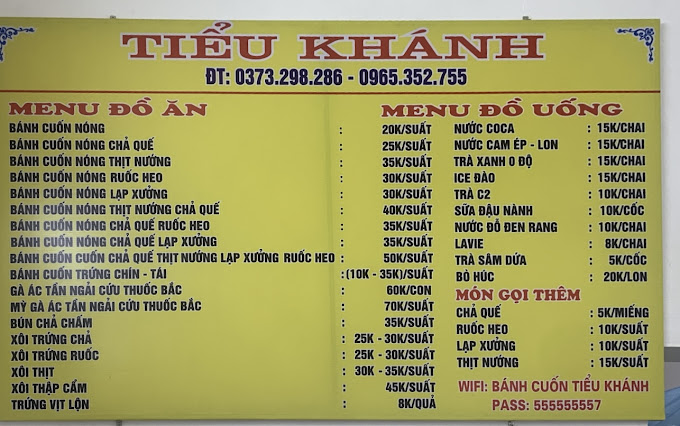 TIỂU KHÁNH
ĐT: 0373.298.286 - 0965.352.755
MENU ĐỒ ĂN
BÁNH CUỐN NÓNG : 20K/SUẤT
BÁNH CUỐN NÓNG CHẢ QUẾ : 25K/SUẤT
BÁNH CUỐN NÓNG THỊT NƯỚNG : 35K/SUẤT
BÁNH CUỐN NÓNG RUỐC HEO : 30K/SUẤT
BÁNH CUỐN NÓNG LẠP XƯỞNG : 30K/SUẤT
BÁNH CUỐN NÓNG THỊT NƯỚNG CHẢ QUẾ : 40K/SUẤT
BÁNH CUỐN NÓNG CHẢ QUẾ RUỐC HEO : 35K/SUẤT
BÁNH CUỐN NÓNG CHẢ QUẾ LẠP XƯỞNG : 35K/SUẤT
BÁNH CUỐN CUỐN CHẢ QUẾ THỊT NƯỚNG LẠP XƯỞNG RUỐC HEO : 50K/SUẤT
BÁNH CUỐN TRỨNG CHÍN - TÁI :(10K - 35K)/SUẤT
GÀ ÁC TẦN NGẢI CỨU THUỐC BẮC : 60K/CON
MỲ GÀ ÁC TẦN NGẢI CỨU THUỐC BẮC : 70K/SUẤT
BÚN CHẢ CHẤM : 35K/SUẤT
XÔI TRỨNG CHẢ : 25K - 30K/SUẤT
XÔI TRỨNG RUỐC : 25K - 30K/SUẤT
XÔI THỊT : 30K - 35K/SUẤT
XÔI THẬP CẨM : 45K/SUẤT
TRỨNG VỊT LỘN : 8K/QUẢ
MENU ĐỒ UỐNG
NƯỚC COCA : 15K/CHAI
NƯỚC CAM ÉP - LON : 15K/CHAI
TRÀ XANH 0 ĐỘ : 15K/CHAI
ICE ĐÀO : 15K/CHAI
TRÀ C2 : 10K/CHAI
SỮA ĐẬU NÀNH : 10K/CỐC
NƯỚC ĐỖ ĐEN RANG : 10K/CHAI
LAVIE : 8K/CHAI
TRÀ SÂM DỨA : 5K/CỐC
BÒ HÚC : 20K/LON
MÓN GỌI THÊM
CHẢ QUẾ : 5K/MIẾNG
RUỐC HEO : 10K/SUẤT
LẠP XƯỞNG : 10K/SUẤT
THỊT NƯỚNG : 15K/SUẤT
WIFI: BÁNH CUỐN TIỂU KHÁNH
PASS: 555555557